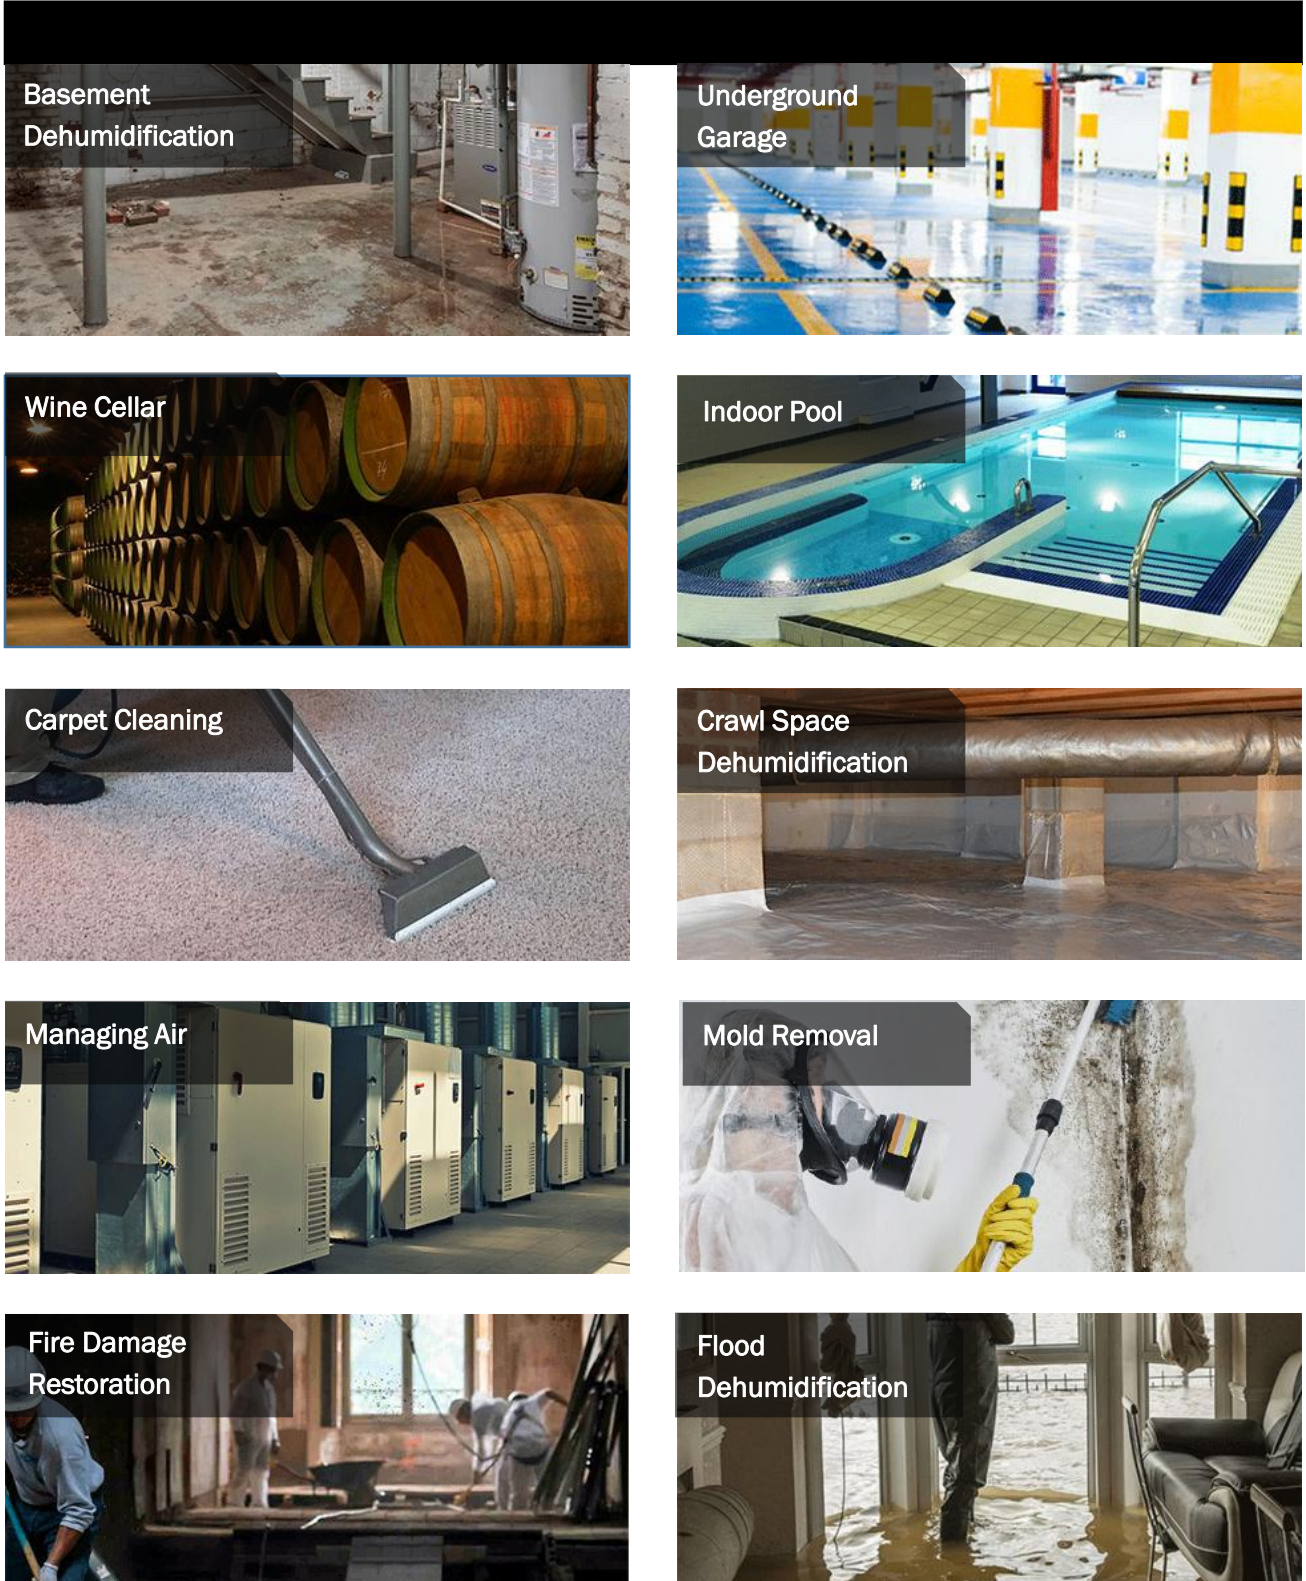 Basement
Dehumidification
Underground
Garage
Wine Cellar
Indoor Pool
Carpet Cleaning
Crawl Space
Dehumidification
Managing Air
Mold Removal
Fire Damage
Restoration
Flood
Dehumidification